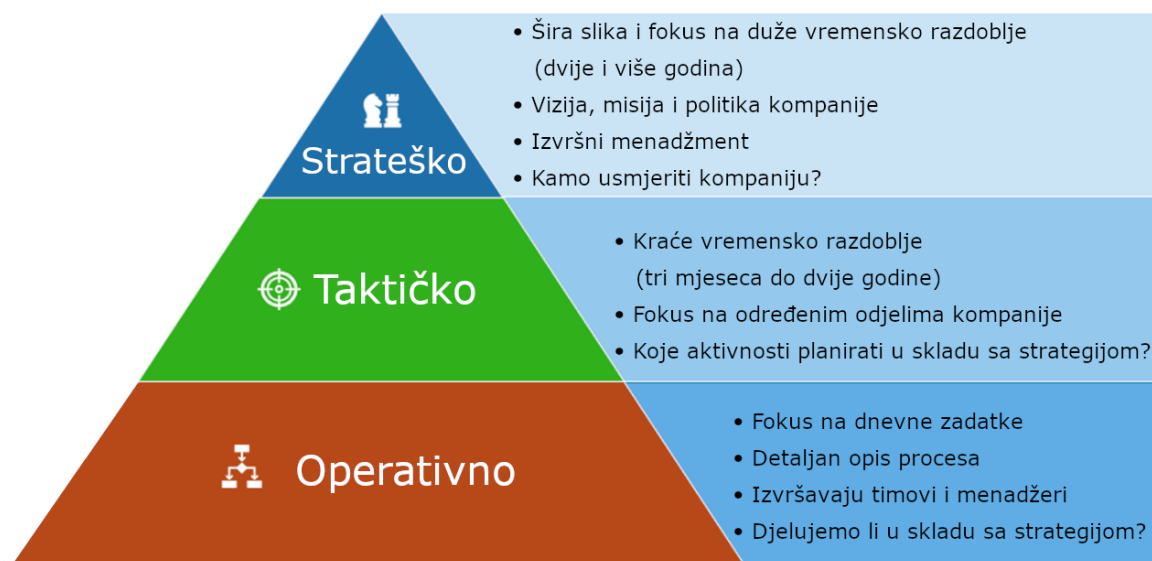 Strateško
• Šira slika i fokus na duže vremensko razdoblje
(dvije i više godina)
• Vizija, misija i politika kompanije
• Izvršni menadžment
• Kamo usmjeriti kompaniju?
Taktičko
• Kraće vremensko razdoblje
(tri mjeseca do dvije godine)
• Fokus na određenim odjelima kompanije
• Koje aktivnosti planirati u skladu sa strategijom?
Operativno
• Fokus na dnevne zadatke
• Detaljan opis procesa
• Izvršavaju timovi i menadžeri
• Djelujemo li u skladu sa strategijom?